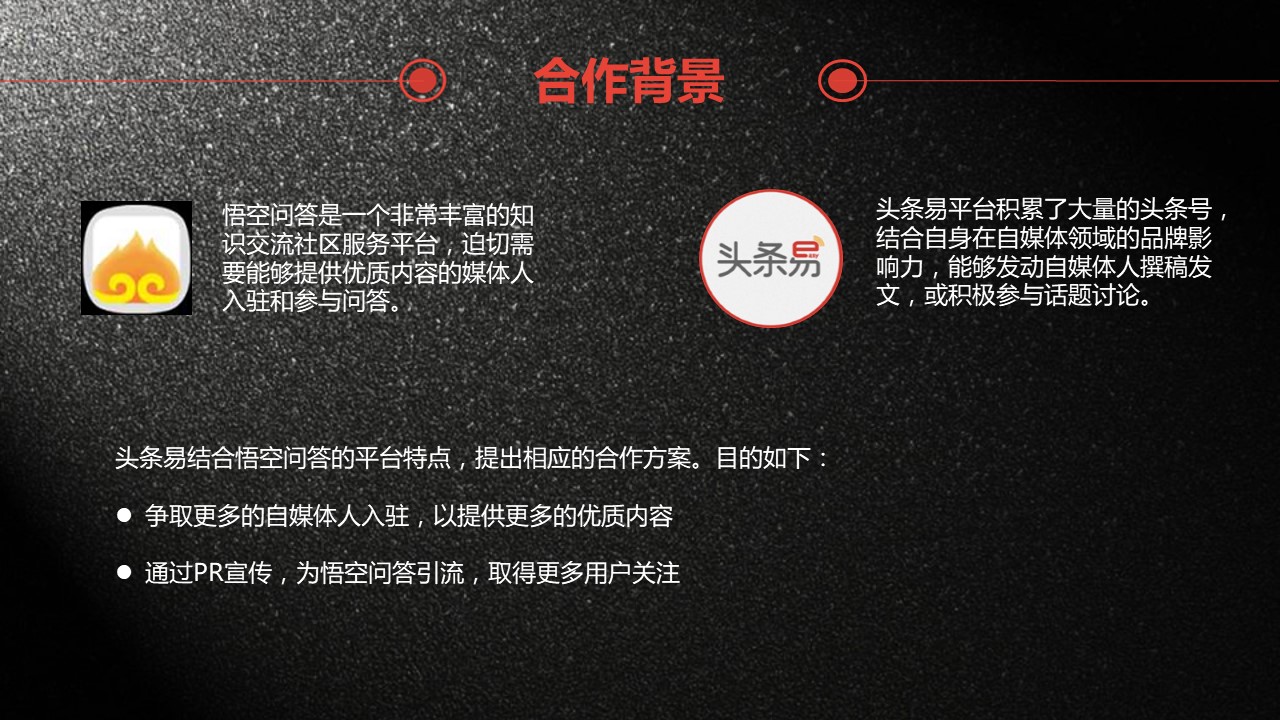 合作背景
悟空问答是一个非常丰富的知
识交流社区服务平台，迫切需
要能够提供优质内容的媒体人
入驻和参与问答。
头条易
easy
头条易平台积累了大量的头条号，
结合自身在自媒体领域的品牌影
响力，能够发动自媒体人撰稿发
文，或积极参与话题讨论。
头条易结合悟空问答的平台特点，提出相应的合作方案。目的如下：
● 争取更多的自媒体人入驻，以提供更多的优质内容
● 通过PR宣传，为悟空问答引流，取得更多用户关注